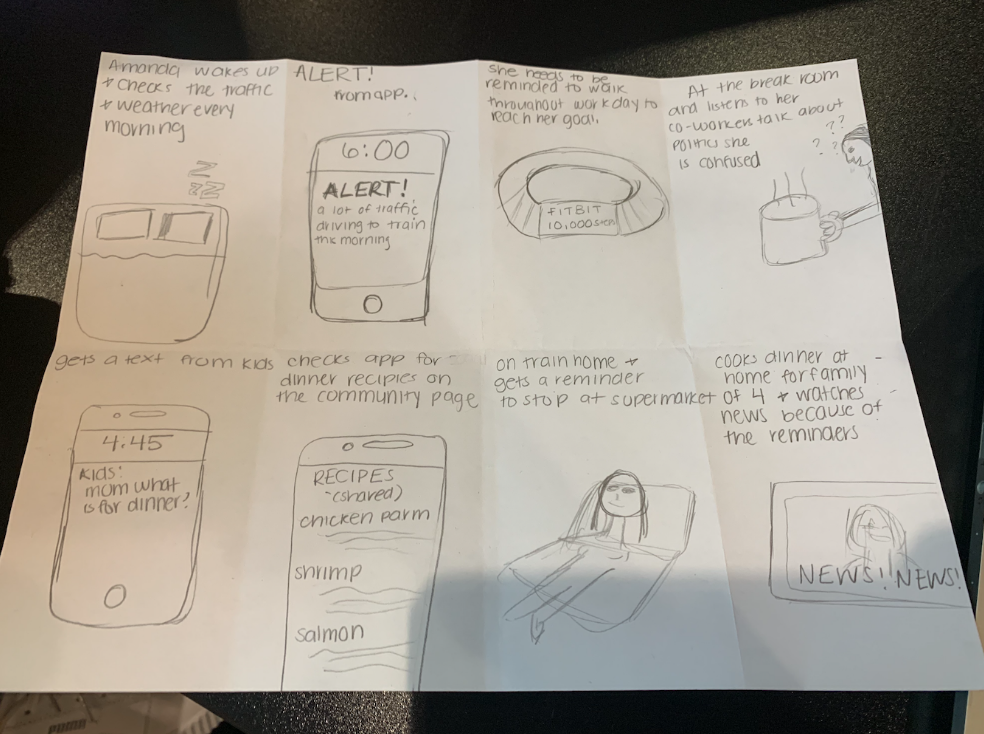 Amanda wakes up
+ checks the traffic
+ weather every
morning
Z
ZZ
ALERT!
from app..
6:00
ALERT!
a lot of traffic
driving to train
this morning
she needs to be
reminded to walk
throughout workday to
reach her goal.
FITBIT
10,000 steps
At the break room
and listens to her
co-worker talk about
politics she
is confused
??
? ?
gets a text from kids
4:45
Kids:
mom what
is for dinner?
checks app for
dinner recipies on
the community page
RECIPES
-(shared)
chicken parm
shrimp
salmon
on train home +
gets a reminder
to stop at supermarket
cooks dinner at
home for family
of 4 + watches
news because of
the reminders
NEWS! NEWS!
PUMA